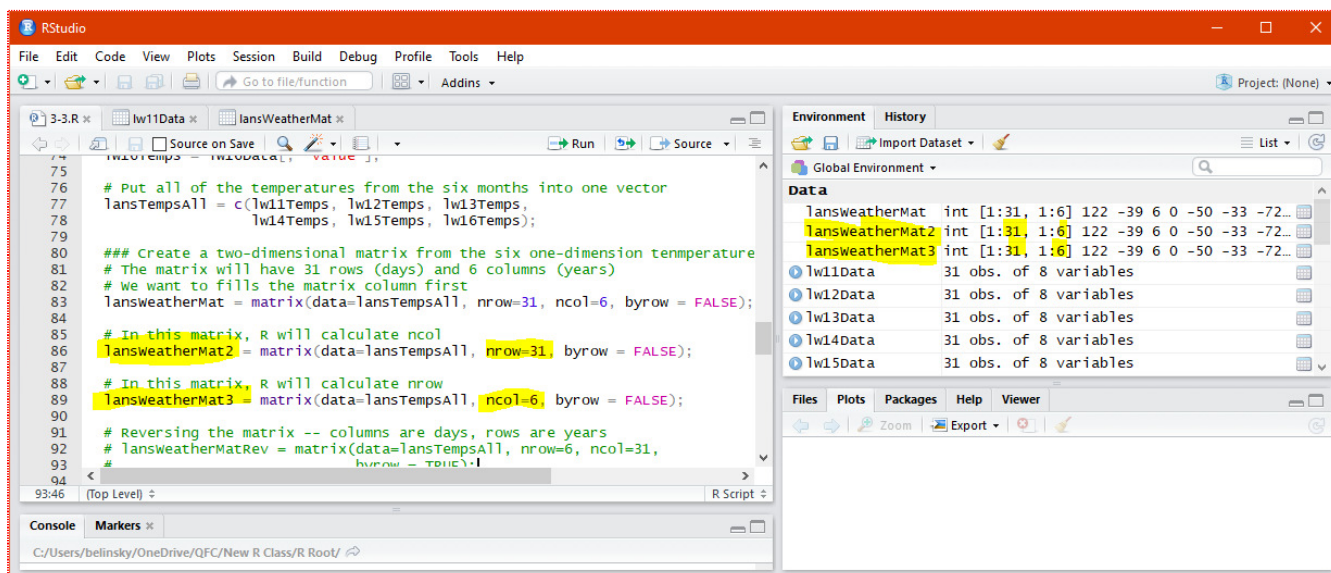 RStudio
File Edit Code View Plots Session Build Debug Profile Tools Help
Go to file/function Addins Project: (None)
3-3.R lw11Data lansWeatherMat
Source on Save Run Source
74 lw16Temps = lw16Data[, "value"];
75
76 # Put all of the temperatures from the six months into one vector
77 lansTempsAll = c(lw11Temps, lw12Temps, lw13Temps,
78 lw14Temps, lw15Temps, lw16Temps);
79
80 ### Create a two-dimensional matrix from the six one-dimension tenmperature
81 # The matrix will have 31 rows (days) and 6 columns (years)
82 # We want to fills the matrix column first
83 lansWeatherMat = matrix(data=lansTempsAll, nrow=31, ncol=6, byrow = FALSE);
84
85 # In this matrix, R will calculate ncol
86 lansWeatherMat2 = matrix(data=lansTempsAll, nrow=31, byrow = FALSE);
87
88 # In this matrix, R will calculate nrow
89 lansWeatherMat3 = matrix(data=lansTempsAll, ncol=6, byrow = FALSE);
90
91 # Reversing the matrix -- columns are days, rows are years
92 # lansWeatherMatRev = matrix(data=lansTempsAll, nrow=6, ncol=31,
93 # byrow = TRUE);
94
93:46 (Top Level) R Script
Console Markers
C:/Users/belinsky/OneDrive/QFC/New R Class/R Root/
Environment History
Import Dataset List
Global Environment
Data
lansWeatherMat int [1:31, 1:6] 122 -39 6 0 -50 -33 -72…
lansWeatherMat2 int [1:31, 1:6] 122 -39 6 0 -50 -33 -72…
lansWeatherMat3 int [1:31, 1:6] 122 -39 6 0 -50 -33 -72…
lw11Data 31 obs. of 8 variables
lw12Data 31 obs. of 8 variables
lw13Data 31 obs. of 8 variables
lw14Data 31 obs. of 8 variables
lw15Data 31 obs. of 8 variables
Files Plots Packages Help Viewer
Zoom Export